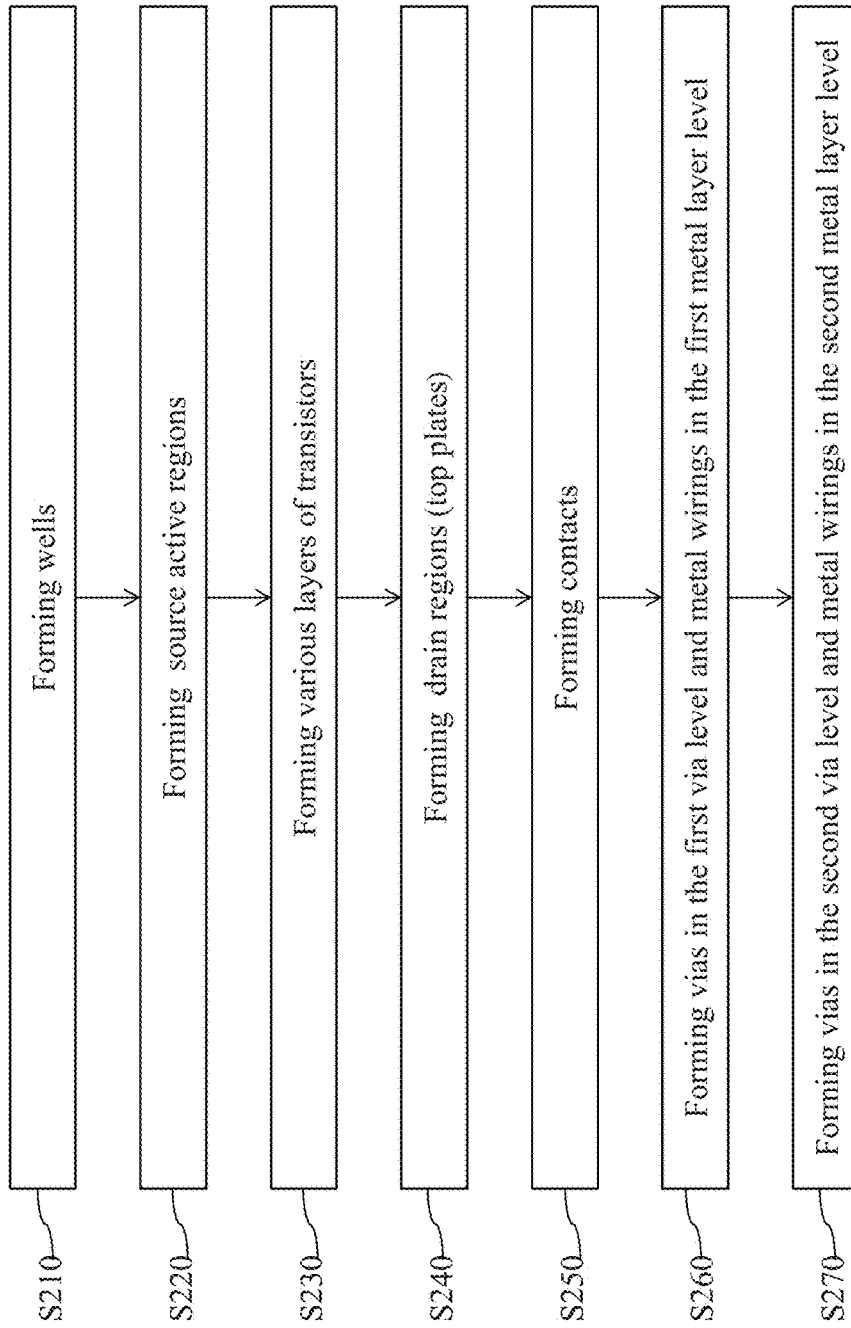 S210
Forming wells
S220
Forming source active regions
S230
Forming various layers of transistors
S240
Forming drain regions (top plates)
S250
Forming contacts
S260
Forming vias in the first via level and metal wirings in the first metal layer level
S270
Forming vias in the second via level and metal wirings in the second metal layer level